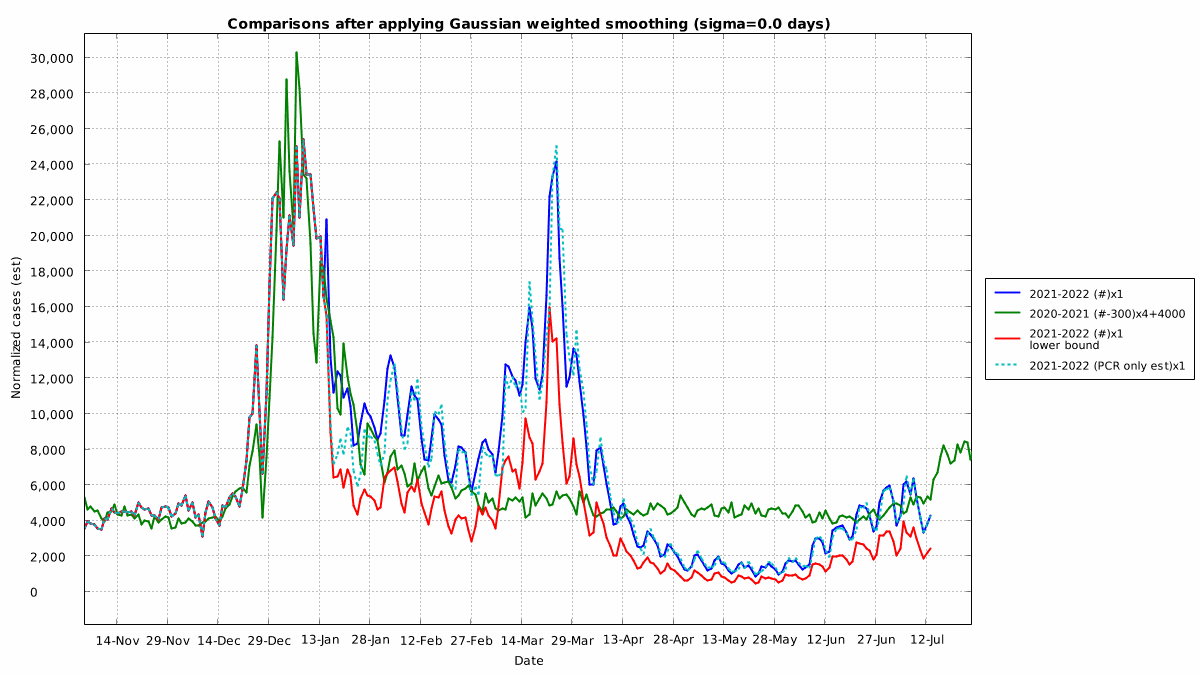 Comparisons after applying Gaussian weighted smoothing (sigma=0.0 days)
Normalized cases (est)
30,000
28,000
26,000
24,000
22,000
20,000
18,000
16,000
14,000
12,000
10,000
8,000
6,000
4,000
2,000
0
14-Nov 29-Nov 14-Dec 29-Dec 13-Jan 28-Jan 12-Feb 27-Feb 14-Mar 29-Mar 13-Apr 28-Apr 13-May 28-May 12-Jun 27-Jun 12-Jul
Date
2021-2022 (#)x1
2020-2021 (#-300)x4+4000
2021-2022 (#)x1
lower bound
2021-2022 (PCR only est)x1